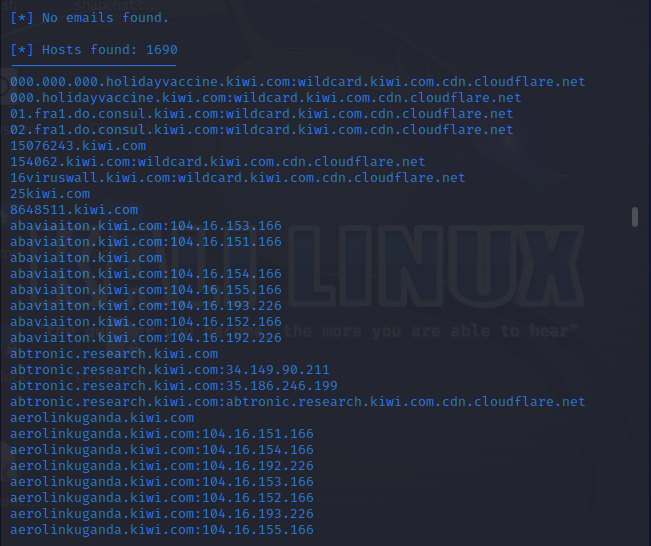 [*] No emails found.
[*] Hosts found: 1690
000.000.000.holidayvaccine.kiwi.com:wildcard.kiwi.com.cdn.cloudflare.net
000.holidayvaccine.kiwi.com:wildcard.kiwi.com.cdn.cloudflare.net
01.fra1.do.consul.kiwi.com:wildcard.kiwi.com.cdn.cloudflare.net
02.fra1.do.consul.kiwi.com:wildcard.kiwi.com.cdn.cloudflare.net
15076243.kiwi.com
154062.kiwi.com:wildcard.kiwi.com.cdn.cloudflare.net
16viruswall.kiwi.com:wildcard.kiwi.com.cdn.cloudflare.net
25kiwi.com
8648511.kiwi.com
abaviaiton.kiwi.com:104.16.153.166
abaviaiton.kiwi.com:104.16.151.166
abaviaiton.kiwi.com
abaviaiton.kiwi.com:104.16.154.166
abaviaiton.kiwi.com:104.16.155.166
abaviaiton.kiwi.com:104.16.193.226
abaviaiton.kiwi.com:104.16.152.166
abaviaiton.kiwi.com:104.16.192.226
abtronic.research.kiwi.com
abtronic.research.kiwi.com:34.149.90.211
abtronic.research.kiwi.com:35.186.246.199
abtronic.research.kiwi.com:abtronic.research.kiwi.com.cdn.cloudflare.net
aerolinkuganda.kiwi.com
aerolinkuganda.kiwi.com:104.16.151.166
aerolinkuganda.kiwi.com:104.16.154.166
aerolinkuganda.kiwi.com:104.16.192.226
aerolinkuganda.kiwi.com:104.16.153.166
aerolinkuganda.kiwi.com:104.16.152.166
aerolinkuganda.kiwi.com:104.16.193.226
aerolinkuganda.kiwi.com:104.16.155.166
LINUX
the more you are able to hear"